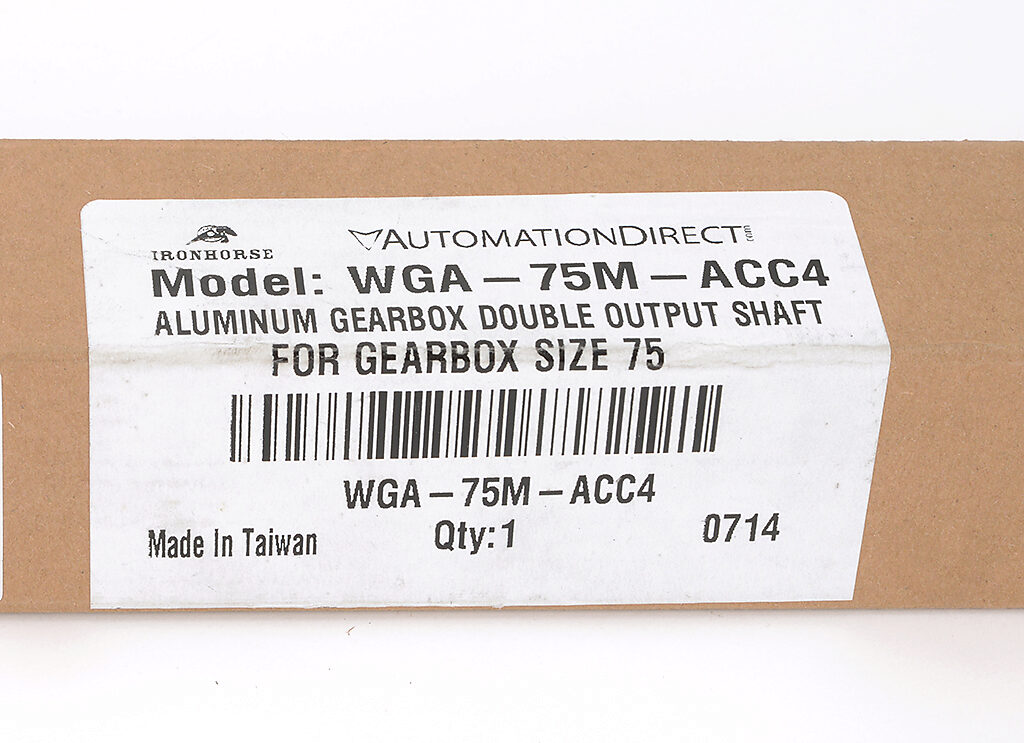 IRONHORSE
AUTOMATIONDIRECT.com
Model: WGA – 75M – ACC4
ALUMINUM GEARBOX DOUBLE OUTPUT SHAFT
FOR GEARBOX SIZE 75
WGA – 75M – ACC4
Made In Taiwan Qty:1 0714